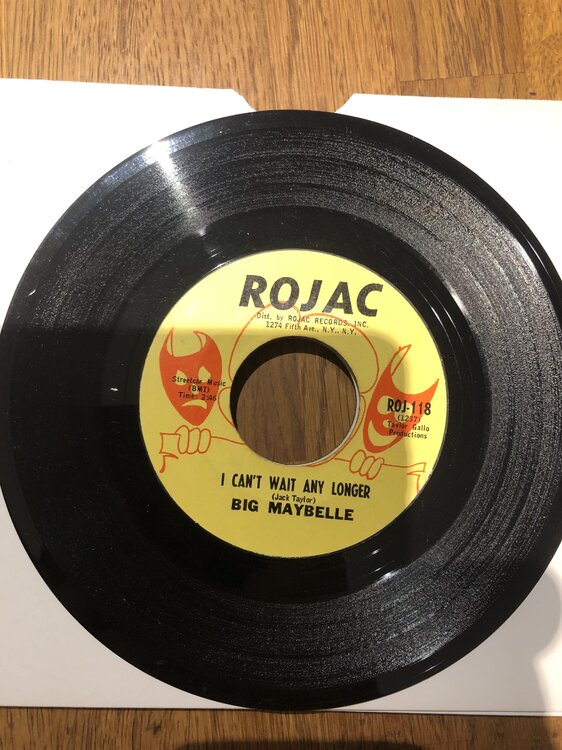 ROJAC
Dist. by ROJAC RECORDS, INC.
1274 Fifth Ave., N.Y., N.Y.
Streetcar Music
(BMI)
Time: 2:46
ROJ-118
(1237)
Taylor Gallo
Productions
I CAN'T WAIT ANY LONGER
(Jack Taylor)
BIG MAYBELLE